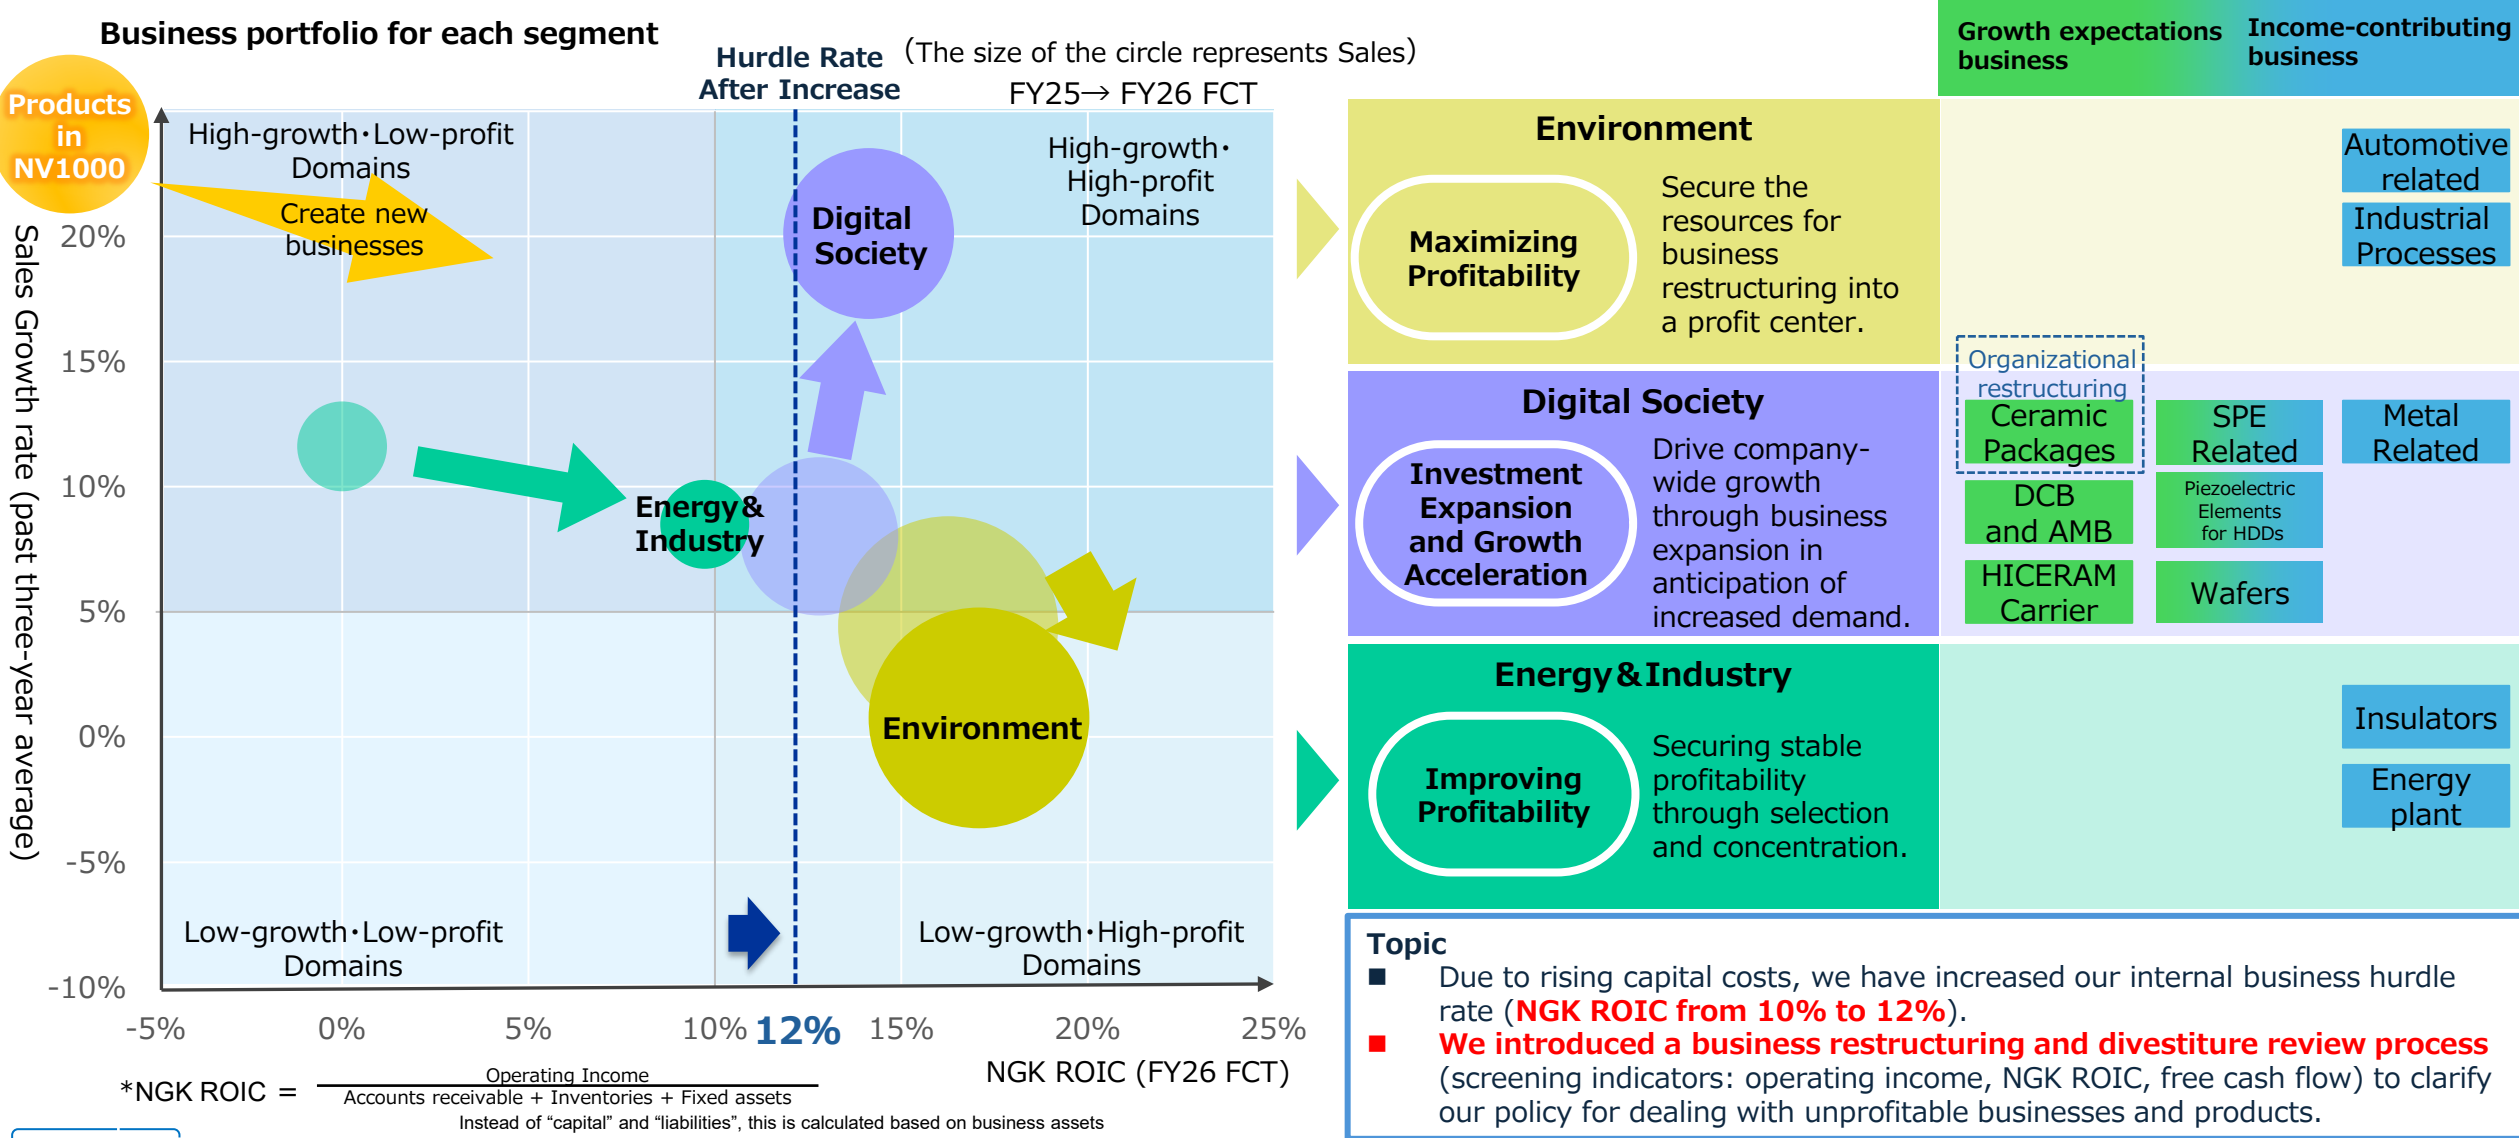 Business portfolio for each segment
Hurdle Rate
After Increase
(The size of the circle represents Sales)
FY25→ FY26 FCT
Products
in
NV1000
High-growth・Low-profit
Domains
Create new
businesses
High-growth・
High-profit
Domains
Digital
Society
Energy&
Industry
Environment
Low-growth・Low-profit
Domains
Low-growth・High-profit
Domains
Sales Growth rate (past three-year average)
20%
15%
10%
5%
0%
-5%
-10%
-5%
0%
5%
10%
12%
15%
20%
25%
NGK ROIC (FY26 FCT)
*NGK ROIC =
Operating Income
Accounts receivable + Inventories + Fixed assets
Instead of “capital” and “liabilities”, this is calculated based on business assets
Growth expectations
business
Income-contributing
business
Environment
Maximizing
Profitability
Secure the
resources for
business
restructuring into
a profit center.
Automotive
related
Industrial
Processes
Digital Society
Investment
Expansion
and Growth
Acceleration
Drive company-
wide growth
through business
expansion in
anticipation of
increased demand.
Organizational
restructuring
Ceramic
Packages
SPE
Related
Metal
Related
DCB
and AMB
Piezoelectric
Elements
for HDDs
HICERAM
Carrier
Wafers
Energy&Industry
Improving
Profitability
Securing stable
profitability
through selection
and concentration.
Insulators
Energy
plant
Topic
■ Due to rising capital costs, we have increased our internal business hurdle
rate (NGK ROIC from 10% to 12%).
■ We introduced a business restructuring and divestiture review process
(screening indicators: operating income, NGK ROIC, free cash flow) to clarify
our policy for dealing with unprofitable businesses and products.